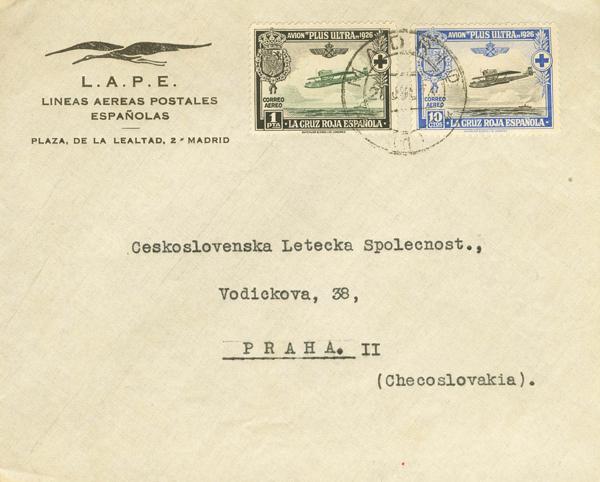 L.A.P.E.
LINEAS AEREAS POSTALES
ESPAÑOLAS
PLAZA, DE LA LEALTAD, 2 - MADRID
AVION "PLUS ULTRA" - 1926
CORREO
AEREO
1
PTA
LA CRUZ ROJA ESPAÑOLA
AVION "PLUS ULTRA" - 1926
CORREO
AEREO
10
CTOS
LA CRUZ ROJA ESPAÑOLA
Ceskoslovenska Letecka Spolecnost.,
Vodickova, 38,
PRAHA. II
(Checoslovakia).